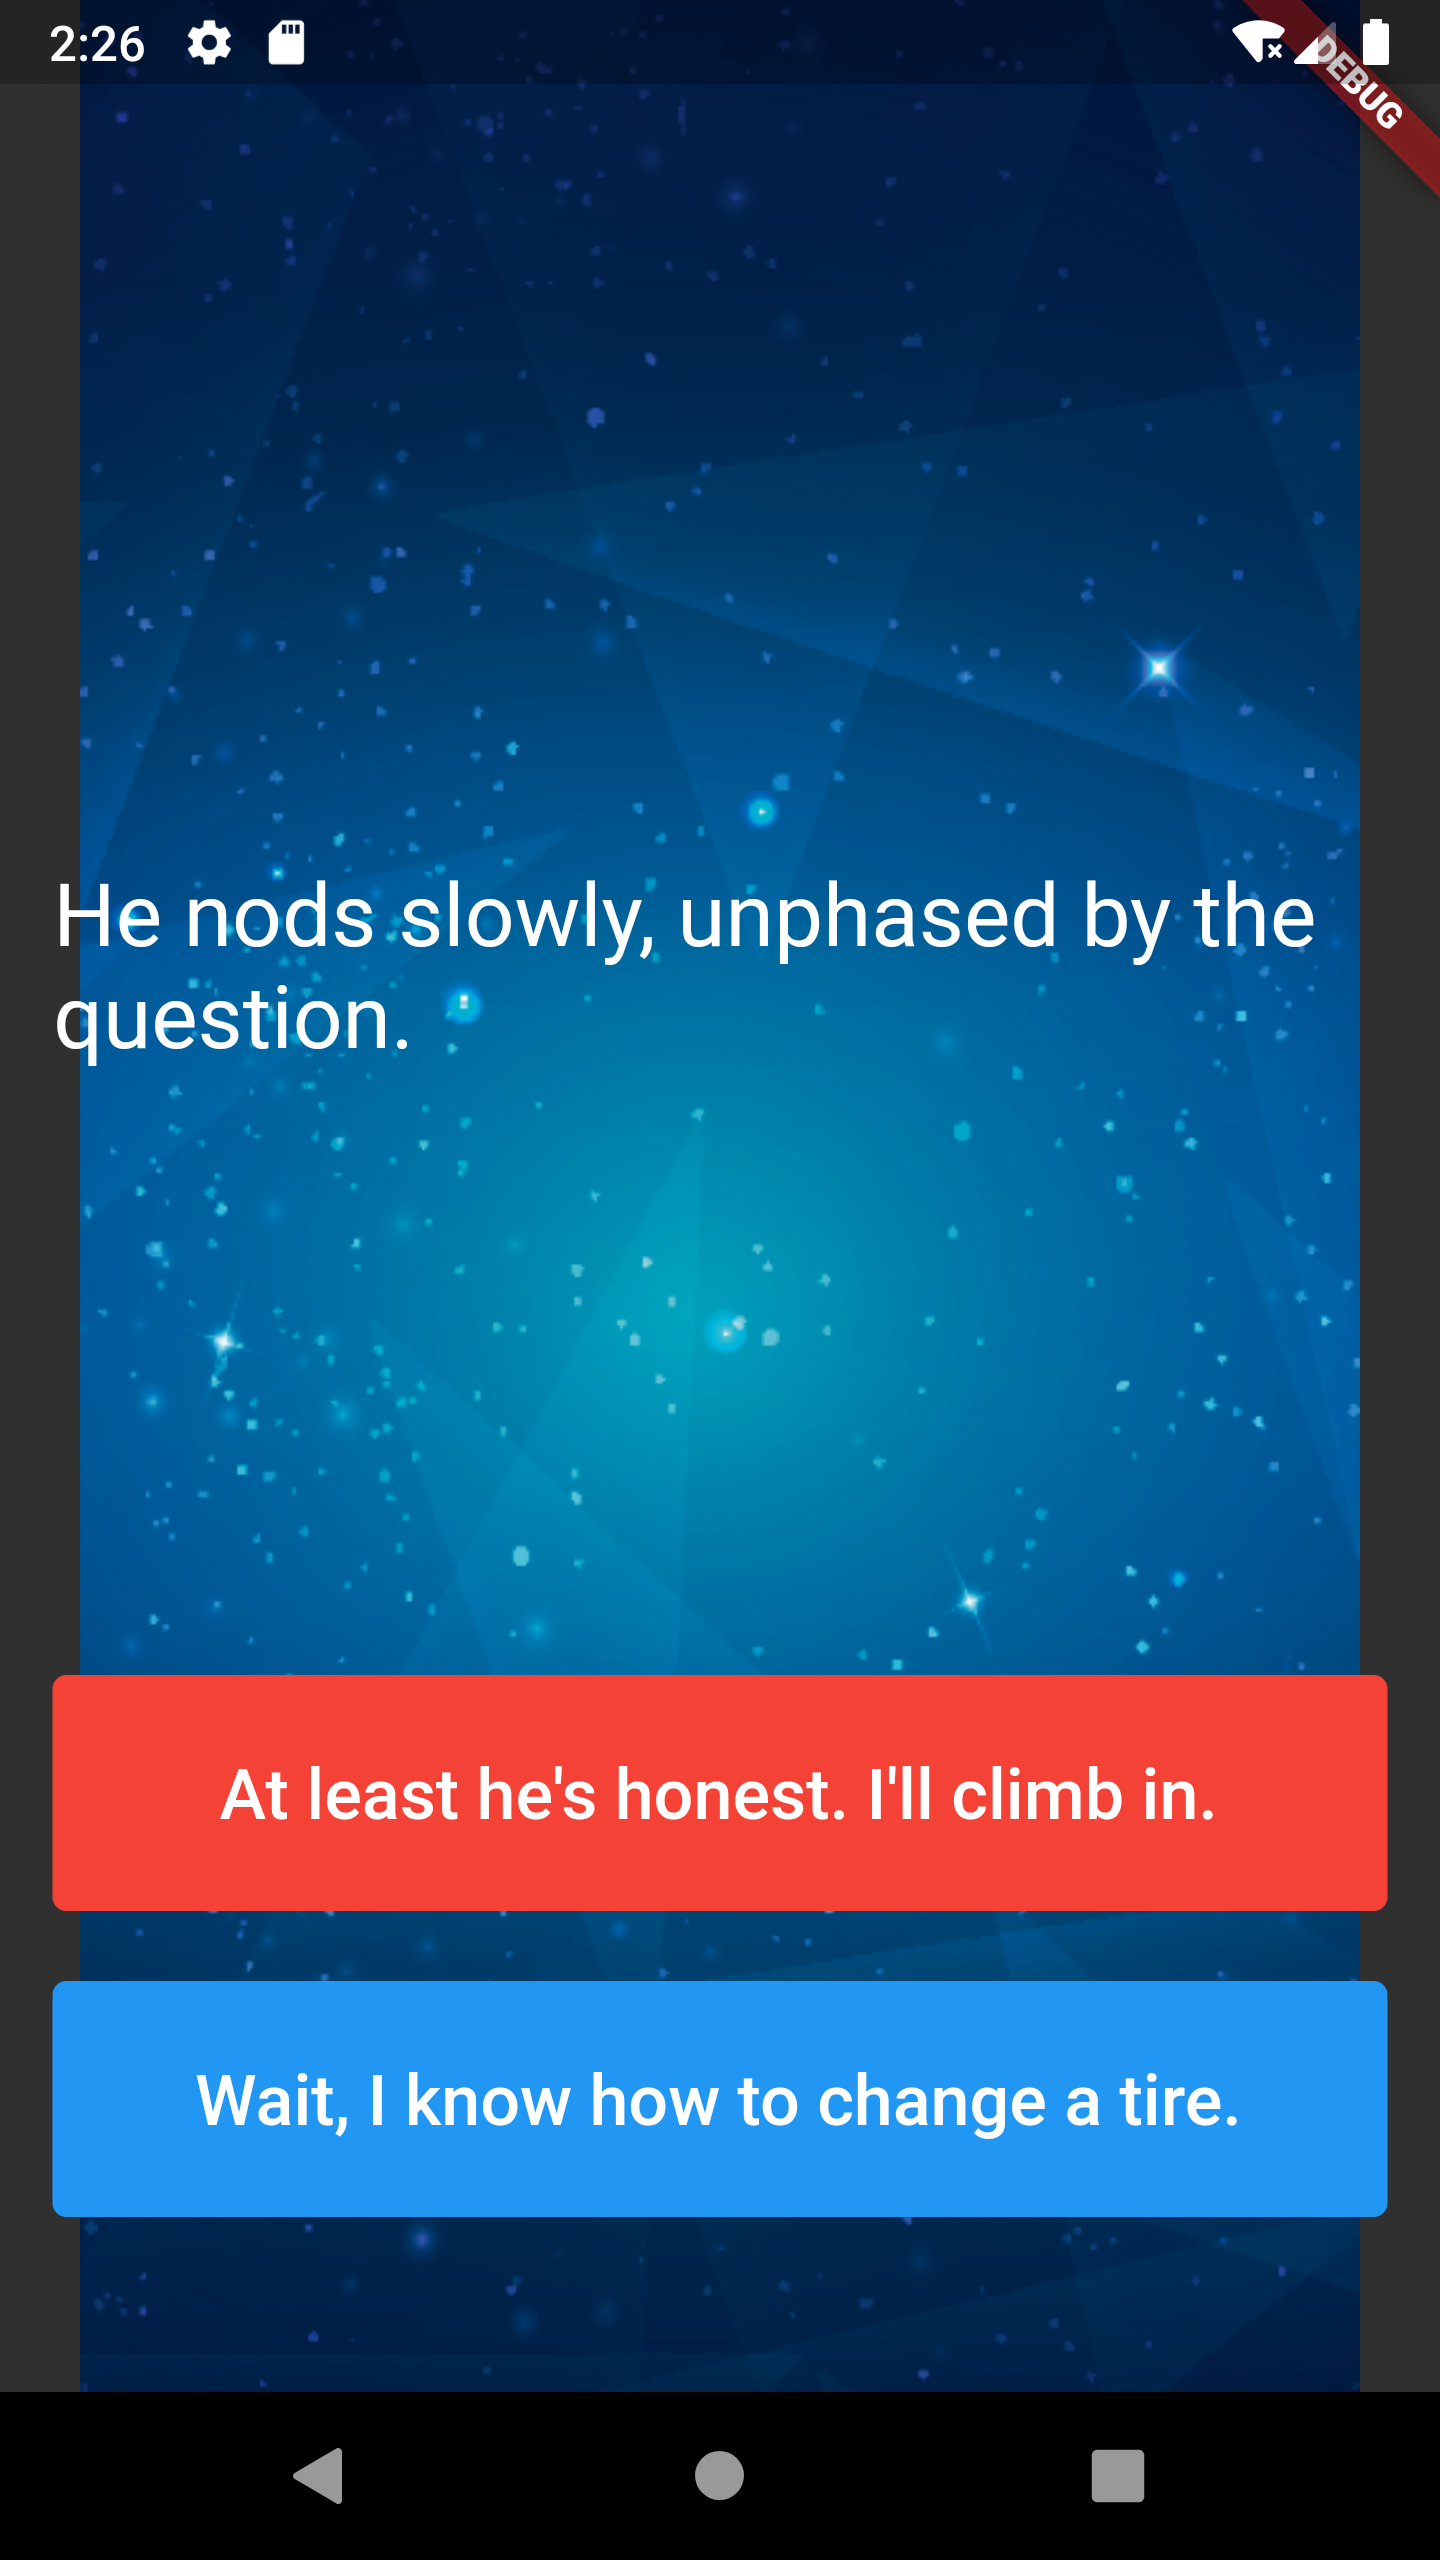 2:26
DEBUG
He nods slowly, unphased by the
question.
At least he's honest. I'll climb in.
Wait, I know how to change a tire.